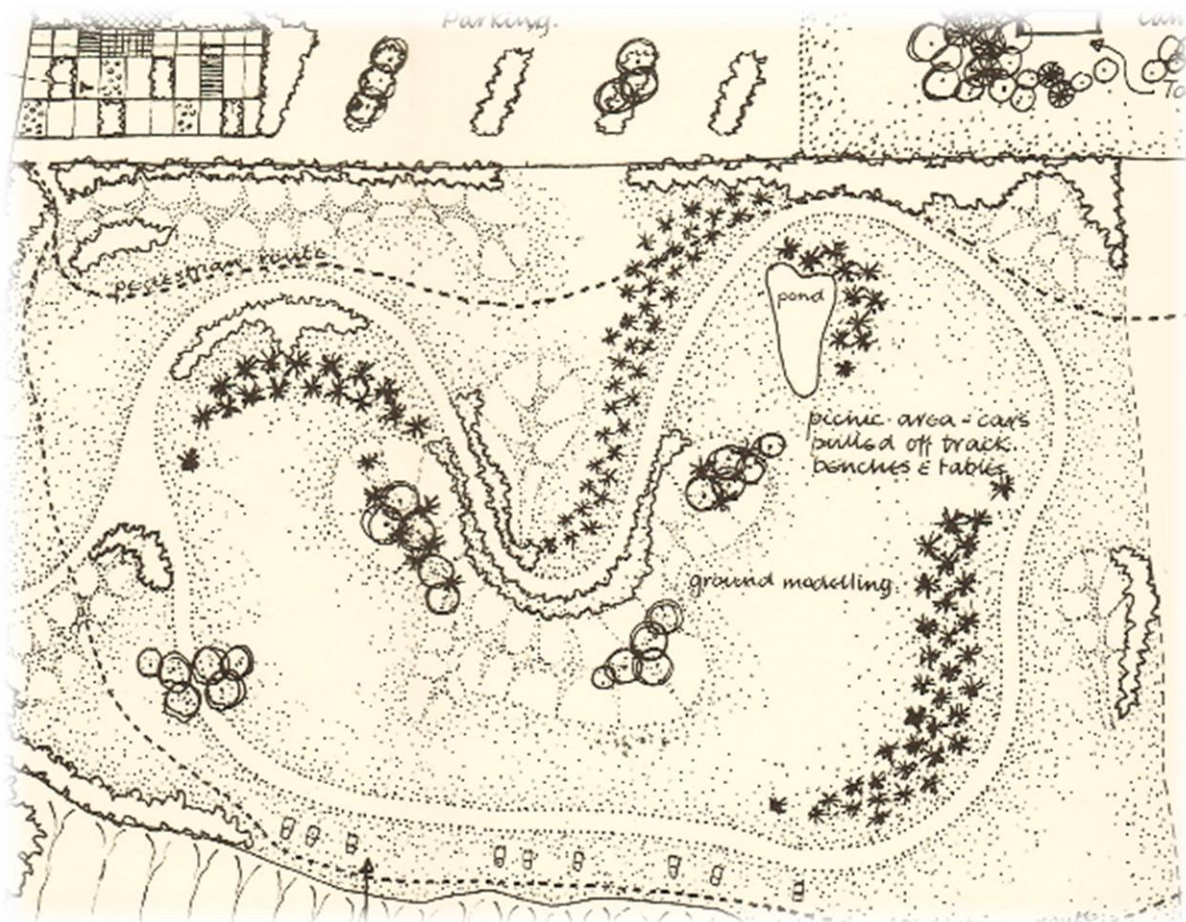 Parking.
pedestrian route
pond
picnic area - cars
pulled off track
benches & tables
ground modelling